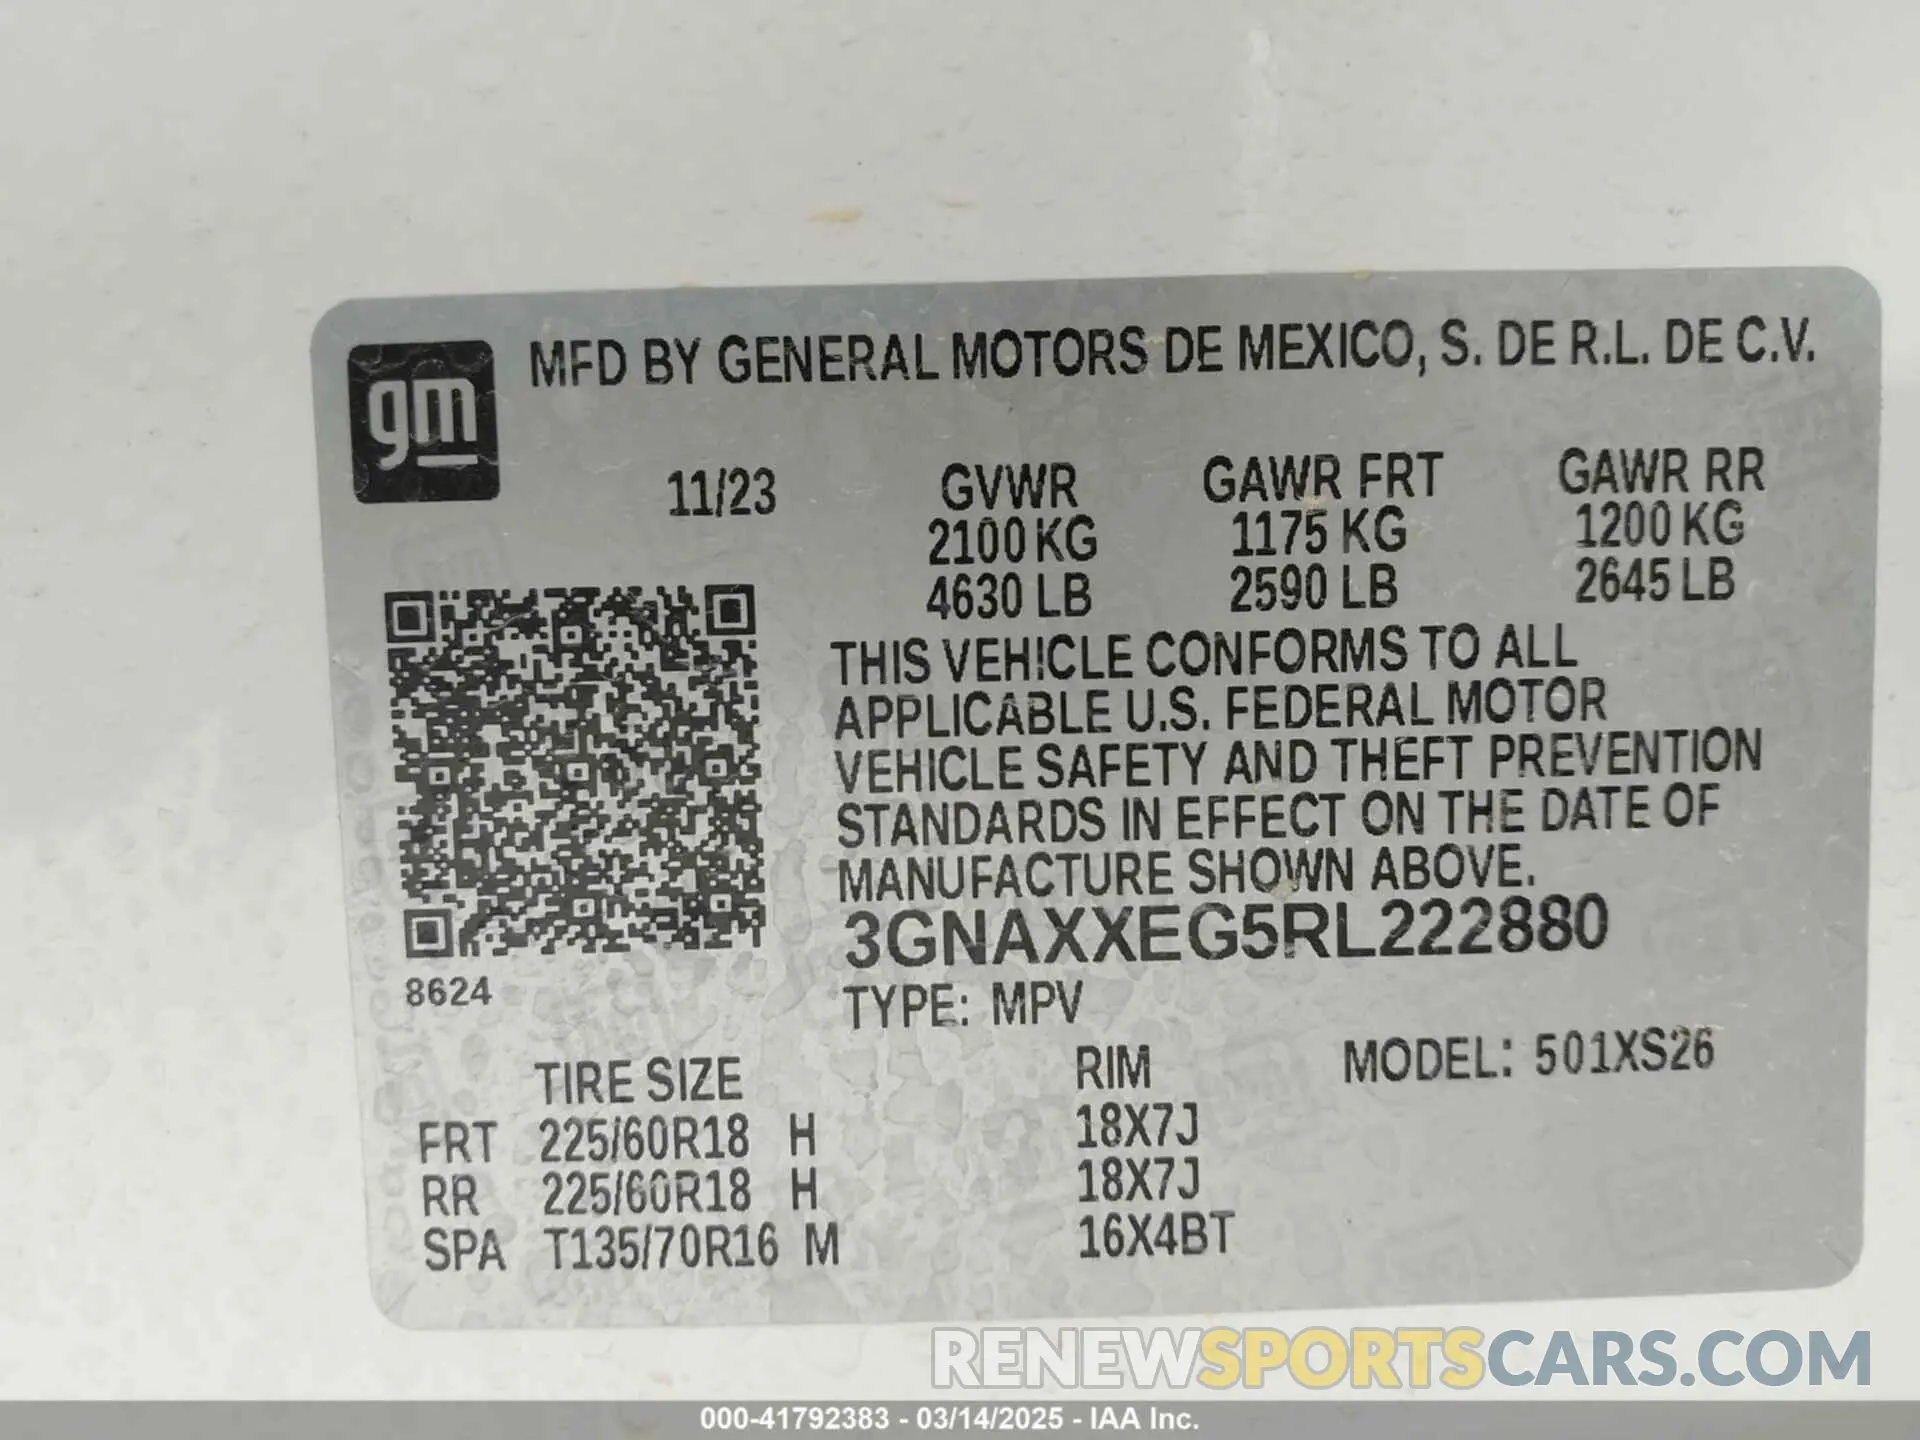 gm
MFD BY GENERAL MOTORS DE MEXICO, S. DE R.L. DE C.V.
11/23
GVWR GAWR FRT GAWR RR
2100 KG 1175 KG 1200 KG
4630 LB 2590 LB 2645 LB
THIS VEHICLE CONFORMS TO ALL
APPLICABLE U.S. FEDERAL MOTOR
VEHICLE SAFETY AND THEFT PREVENTION
STANDARDS IN EFFECT ON THE DATE OF
MANUFACTURE SHOWN ABOVE.
3GNAXXEG5RL222880
8624
TYPE: MPV
MODEL: 501XS26
TIRE SIZE RIM
FRT 225/60R18 H 18X7J
RR 225/60R18 H 18X7J
SPA T135/70R16 M 16X4BT
RENEWSPORTSCARS.COM
000-41792383 - 03/14/2025 - IAA Inc.